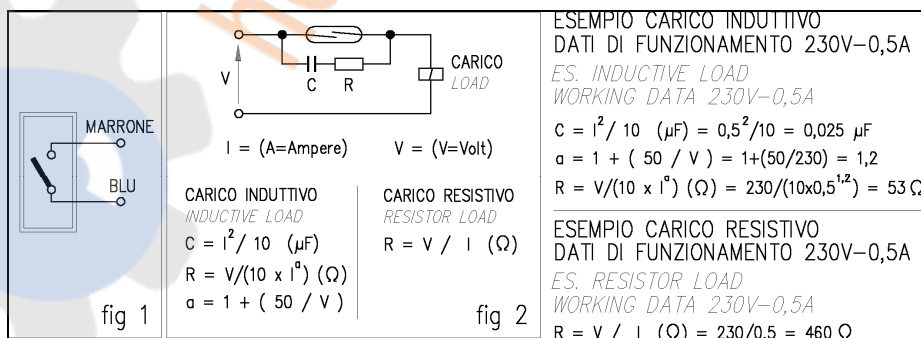 MARRONE
BLU
fig 1
V
C R
CARICO
LOAD
I = (A=Ampere) V = (V=Volt)
CARICO INDUTTIVO
INDUCTIVE LOAD
C = I²/ 10 (μF)
R = V/(10 x Iᵃ) (Ω)
a = 1 + ( 50 / V )
CARICO RESISTIVO
RESISTOR LOAD
R = V / I (Ω)
fig 2
ESEMPIO CARICO INDUTTIVO
DATI DI FUNZIONAMENTO 230V-0,5A
ES. INDUCTIVE LOAD
WORKING DATA 230V-0,5A
C = I²/ 10 (μF) = 0,5²/10 = 0,025 μF
a = 1 + ( 50 / V ) = 1+(50/230) = 1,2
R = V/(10 x Iᵃ) (Ω) = 230/(10x0,5¹'²) = 53 Ω
ESEMPIO CARICO RESISTIVO
DATI DI FUNZIONAMENTO 230V-0,5A
ES. RESISTOR LOAD
WORKING DATA 230V-0,5A
R = V / I (Ω) = 230/0,5 = 460 Ω